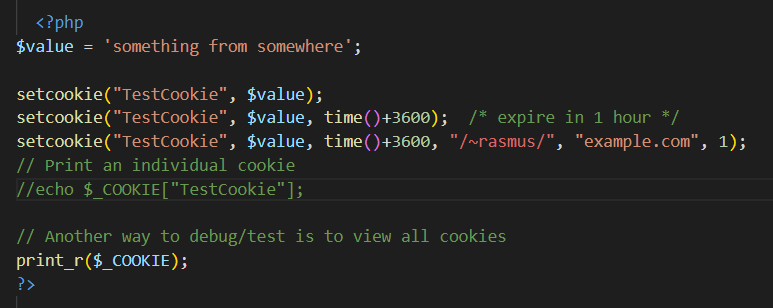 <?php
$value = 'something from somewhere';
setcookie("TestCookie", $value);
setcookie("TestCookie", $value, time()+3600);  /* expire in 1 hour */
setcookie("TestCookie", $value, time()+3600, "/~rasmus/", "example.com", 1);
// Print an individual cookie
//echo $_COOKIE["TestCookie"];
// Another way to debug/test is to view all cookies
print_r($_COOKIE);
?>